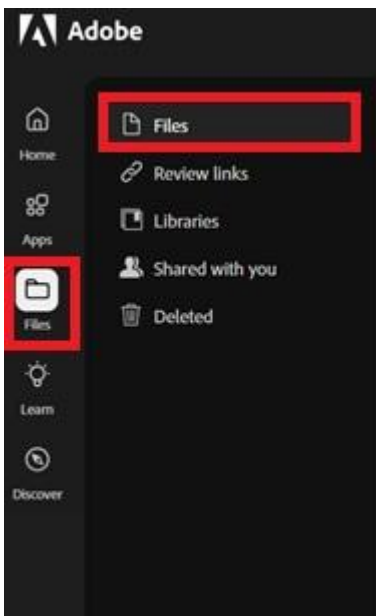 Adobe
Home
Apps
Files
Learn
Discover
Files
Review links
Libraries
Shared with you
Deleted